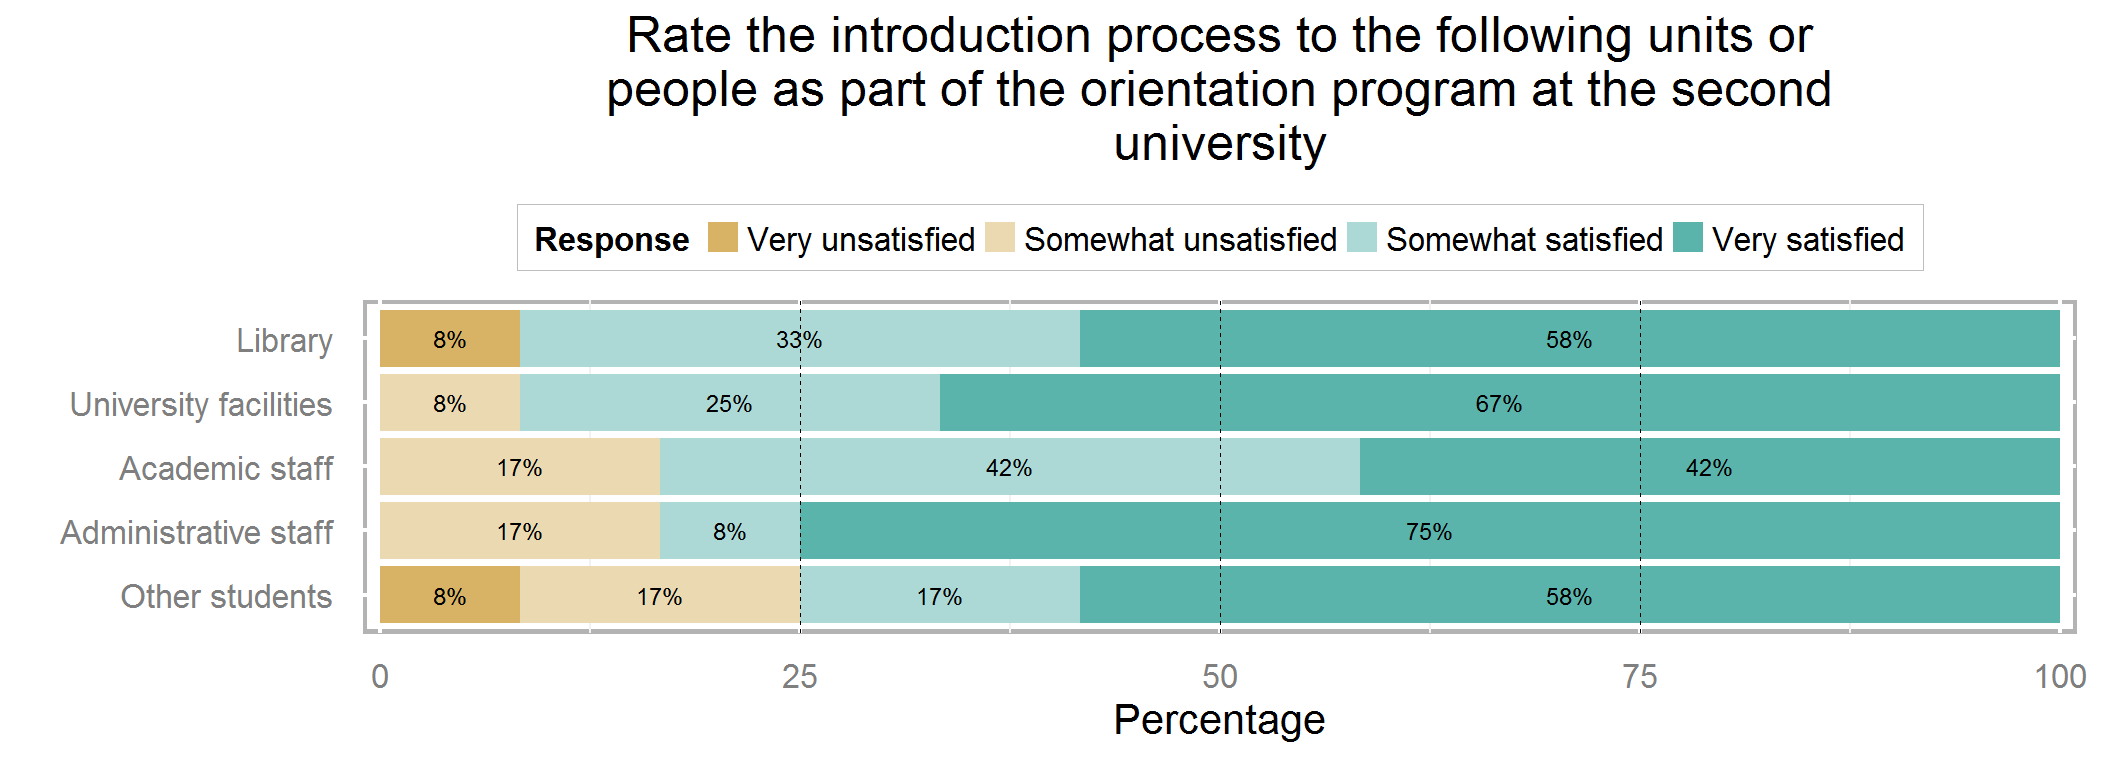 Rate the introduction process to the following units or
people as part of the orientation program at the second
university
Response Very unsatisfied Somewhat unsatisfied Somewhat satisfied Very satisfied
Library 8% 33% 58%
University facilities 8% 25% 67%
Academic staff 17% 42% 42%
Administrative staff 17% 8% 75%
Other students 8% 17% 17% 58%
0 25 50 75 100
Percentage